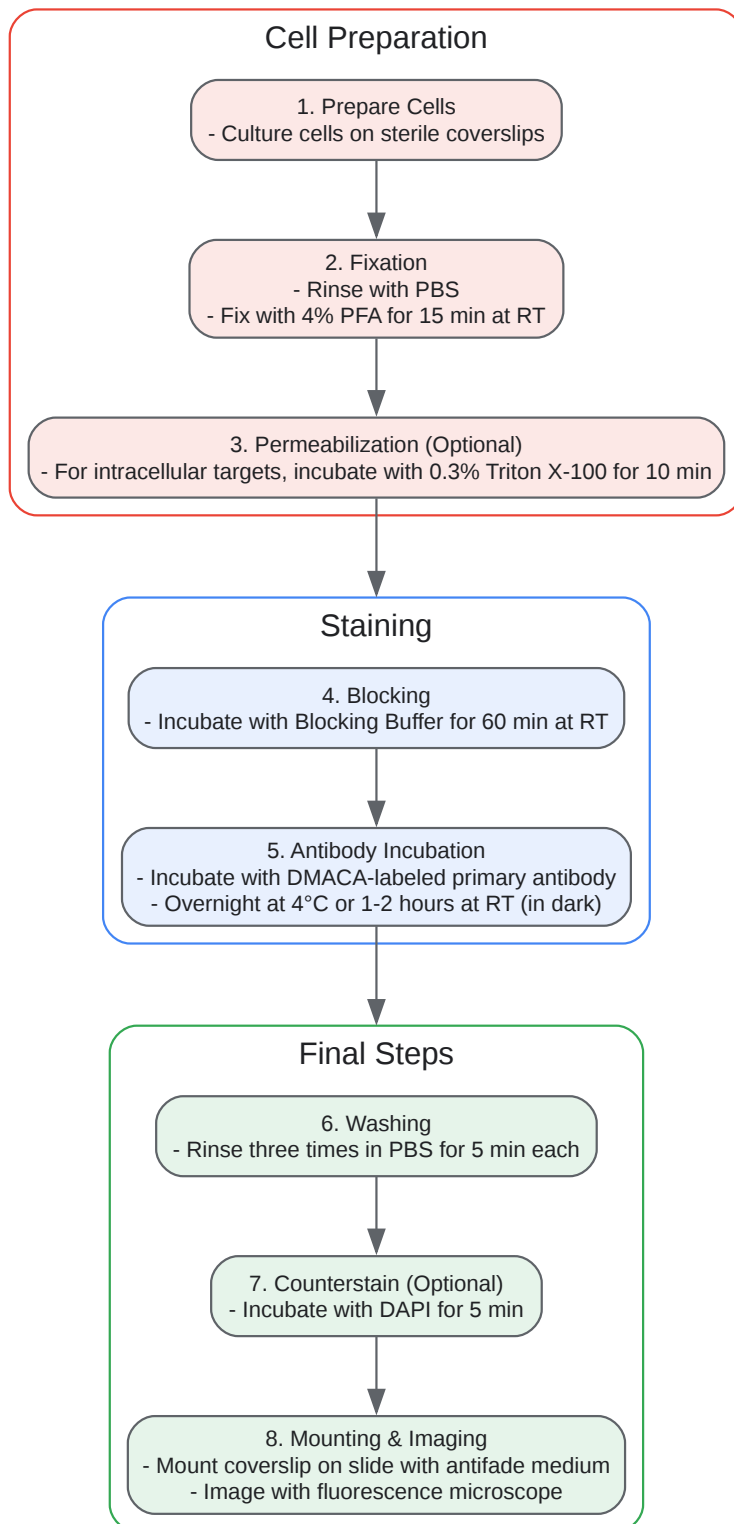 Cell Preparation
1. Prepare Cells
- Culture cells on sterile coverslips
2. Fixation
- Rinse with PBS
- Fix with 4% PFA for 15 min at RT
3. Permeabilization (Optional)
- For intracellular targets, incubate with 0.3% Triton X-100 for 10 min
Staining
4. Blocking
- Incubate with Blocking Buffer for 60 min at RT
5. Antibody Incubation
- Incubate with DMACA-labeled primary antibody
- Overnight at 4°C or 1-2 hours at RT (in dark)
Final Steps
6. Washing
- Rinse three times in PBS for 5 min each
7. Counterstain (Optional)
- Incubate with DAPI for 5 min
8. Mounting & Imaging
- Mount coverslip on slide with antifade medium
- Image with fluorescence microscope